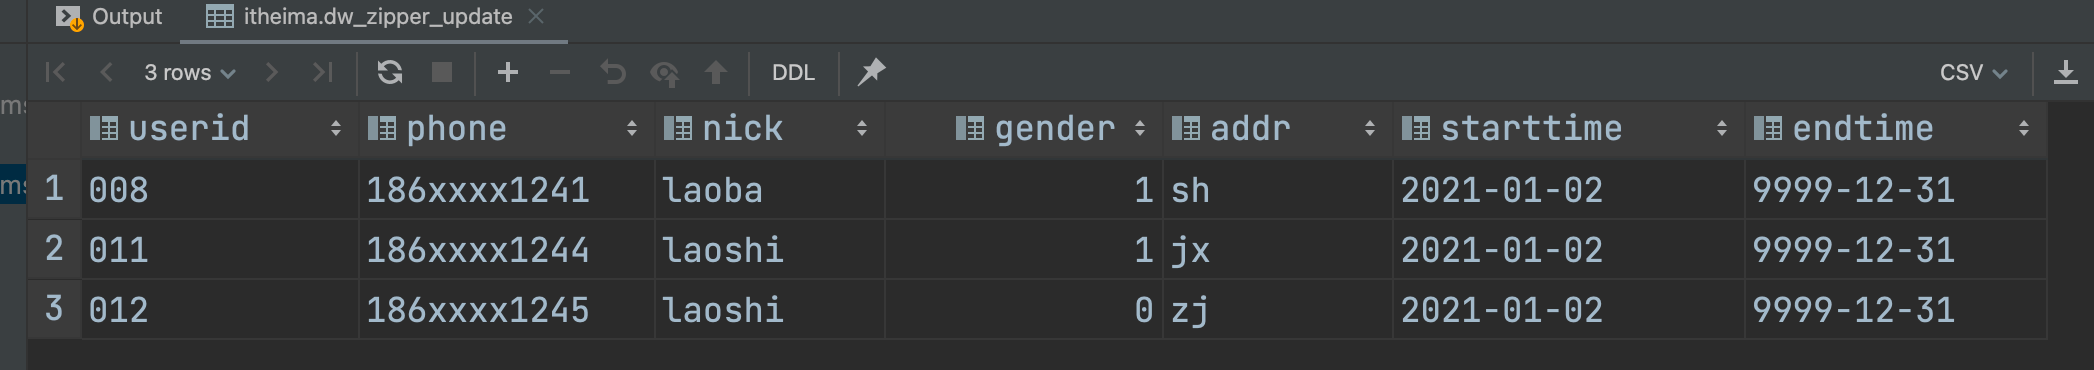 Output itheima.dw_zipper_update
3 rows DDL CSV
ms
userid phone nick gender addr starttime endtime
ms
1 008 186xxxx1241 laoba 1 sh 2021-01-02 9999-12-31
2 011 186xxxx1244 laoshi 1 jx 2021-01-02 9999-12-31
3 012 186xxxx1245 laoshi 0 zj 2021-01-02 9999-12-31